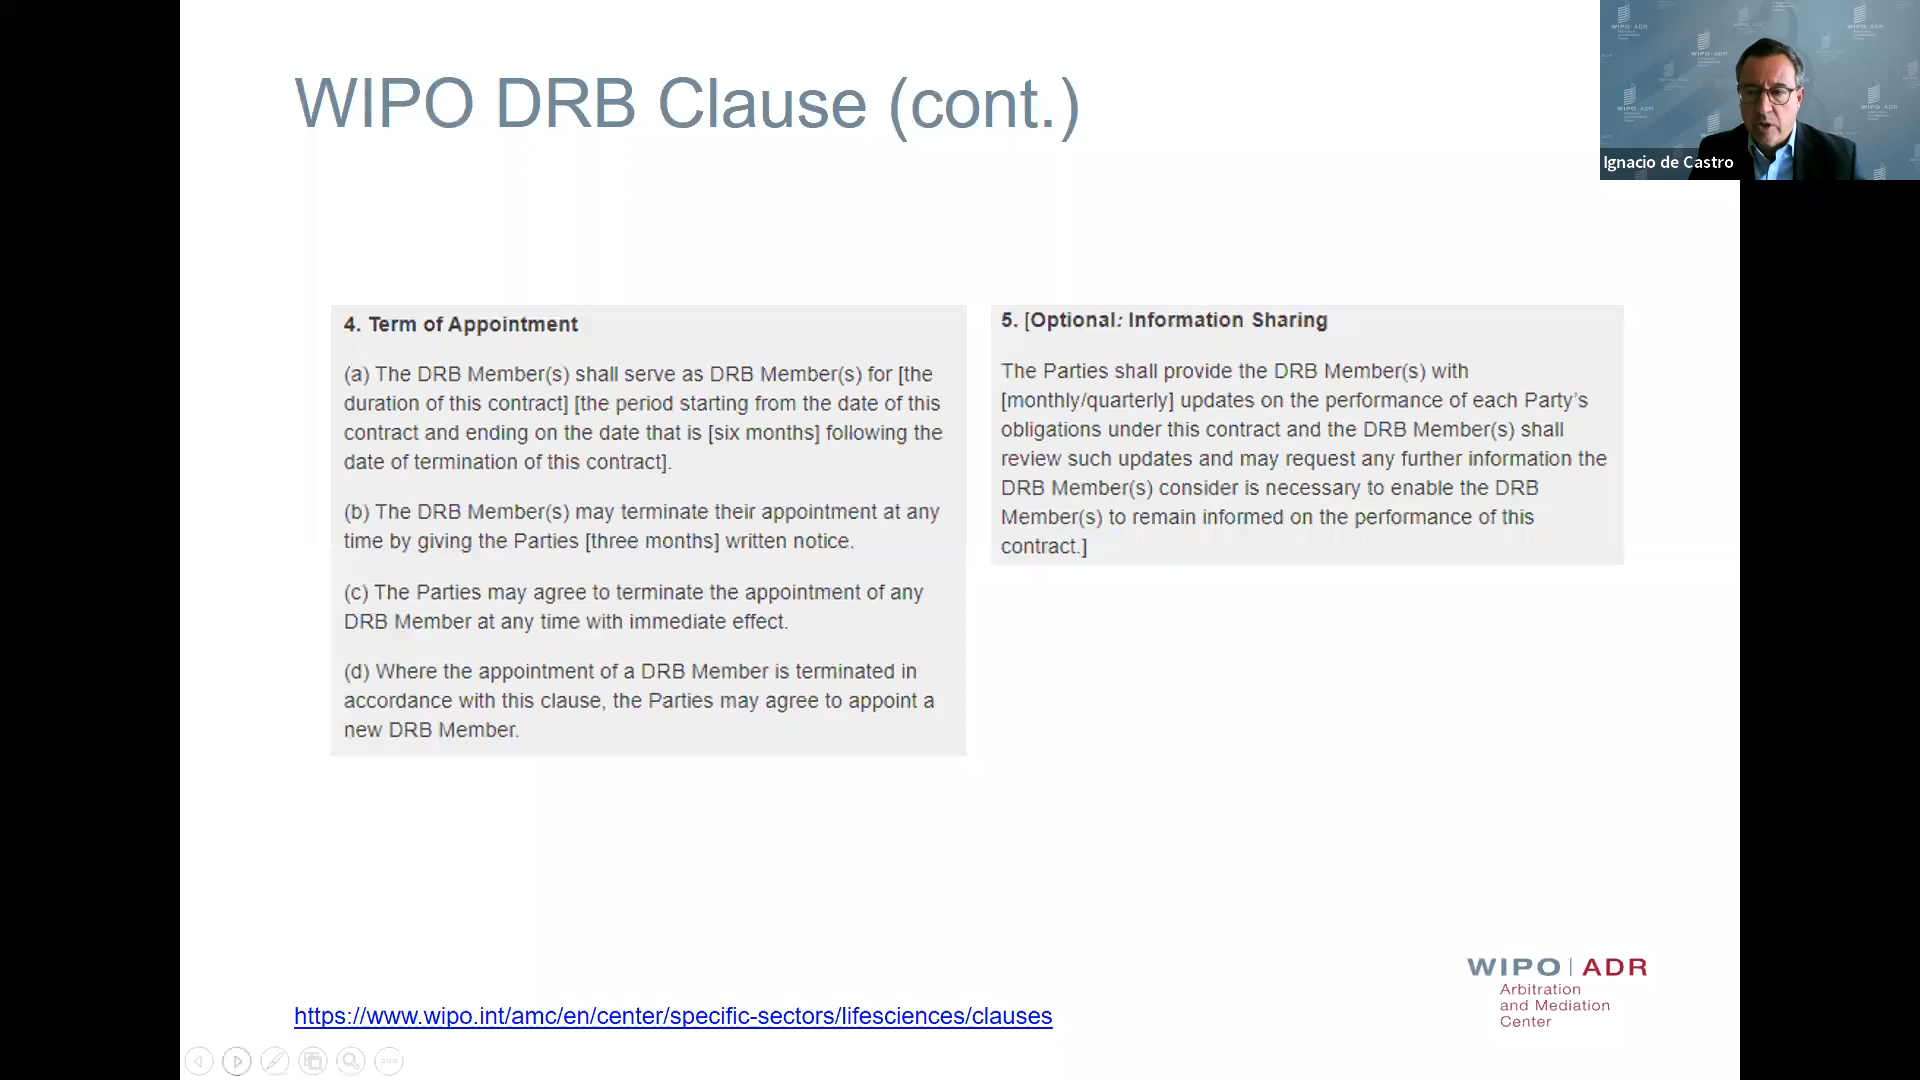 WIPO DRB Clause (cont.)
Ignacio de Castro
4. Term of Appointment
(a) The DRB Member(s) shall serve as DRB Member(s) for [the
duration of this contract] [the period starting from the date of this
contract and ending on the date that is [six months] following the
date of termination of this contract].
(b) The DRB Member(s) may terminate their appointment at any
time by giving the Parties [three months] written notice.
(c) The Parties may agree to terminate the appointment of any
DRB Member at any time with immediate effect.
(d) Where the appointment of a DRB Member is terminated in
accordance with this clause, the Parties may agree to appoint a
new DRB Member.
5. [Optional: Information Sharing
The Parties shall provide the DRB Member(s) with
[monthly/quarterly] updates on the performance of each Party’s
obligations under this contract and the DRB Member(s) shall
review such updates and may request any further information the
DRB Member(s) consider is necessary to enable the DRB
Member(s) to remain informed on the performance of this
contract.]
WIPO | ADR
Arbitration
and Mediation
Center
https://www.wipo.int/amc/en/center/specific-sectors/lifesciences/clauses